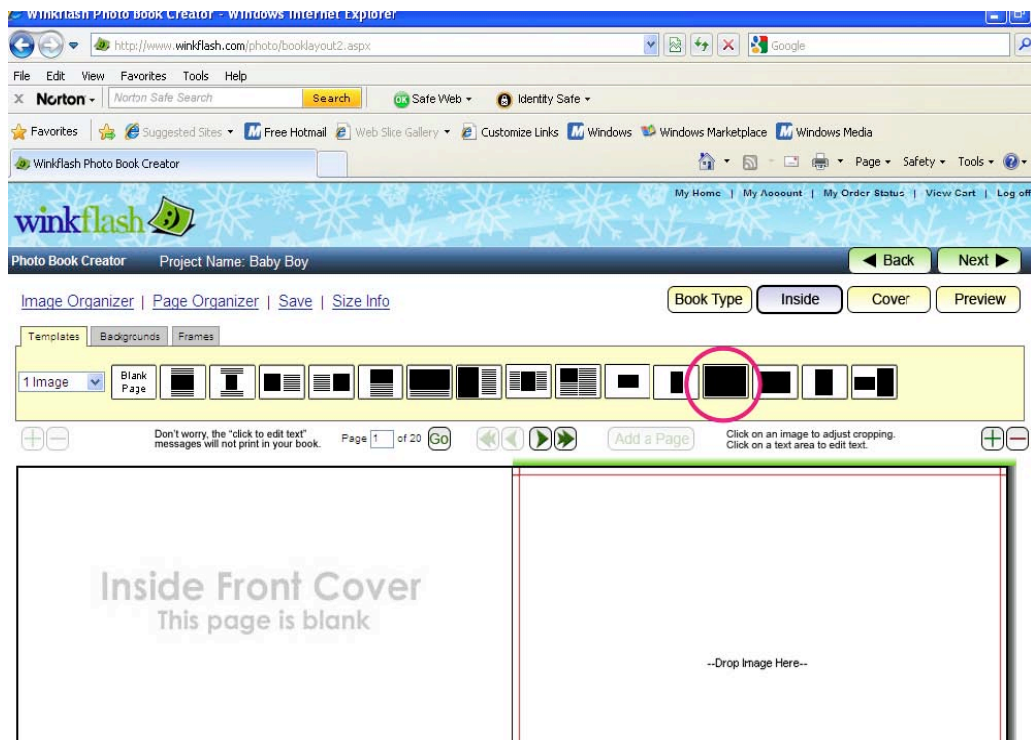 Winkflash Photo Book Creator - Windows Internet Explorer
http://www.winkflash.com/photo/booklayout2.aspx
Google
File Edit View Favorites Tools Help
x Norton - Norton Safe Search Search OK Safe Web Identity Safe
Favorites Suggested Sites Free Hotmail Web Slice Gallery Customize Links Windows Windows Marketplace Windows Media
Winkflash Photo Book Creator
Page Safety Tools
My Home | My Account | My Order Status | View Cart | Log off
winkflash
Photo Book Creator Project Name: Baby Boy Back Next
Image Organizer | Page Organizer | Save | Size Info Book Type Inside Cover Preview
Templates Backgrounds Frames
1 Image Blank Page
Don't worry, the "click to edit text"
messages will not print in your book.
Page 1 of 20 Go Add a Page
Click on an image to adjust cropping.
Click on a text area to edit text.
Inside Front Cover
This page is blank
--Drop Image Here--